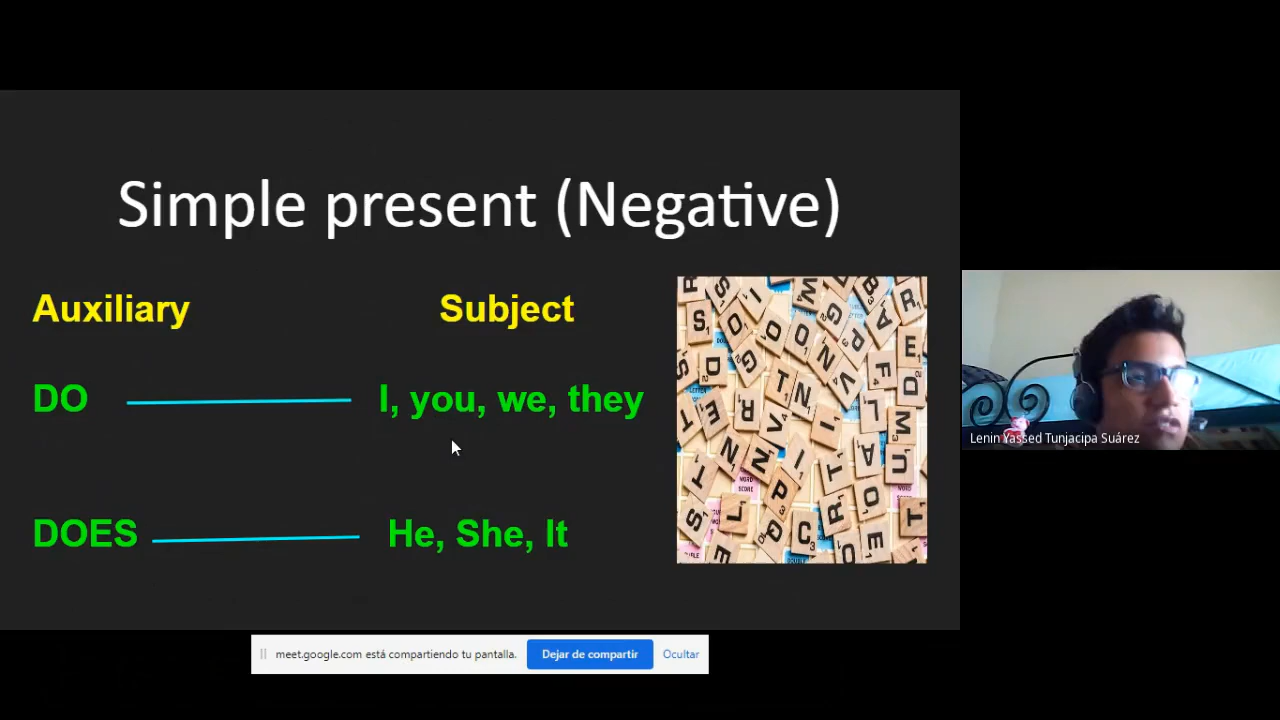 Simple present (Negative)
Auxiliary
Subject
DO
I, you, we, they
DOES
He, She, It
Lenin Yassed Tunjacipa Suárez
meet.google.com está compartiendo tu pantalla.
Dejar de compartir
Ocultar